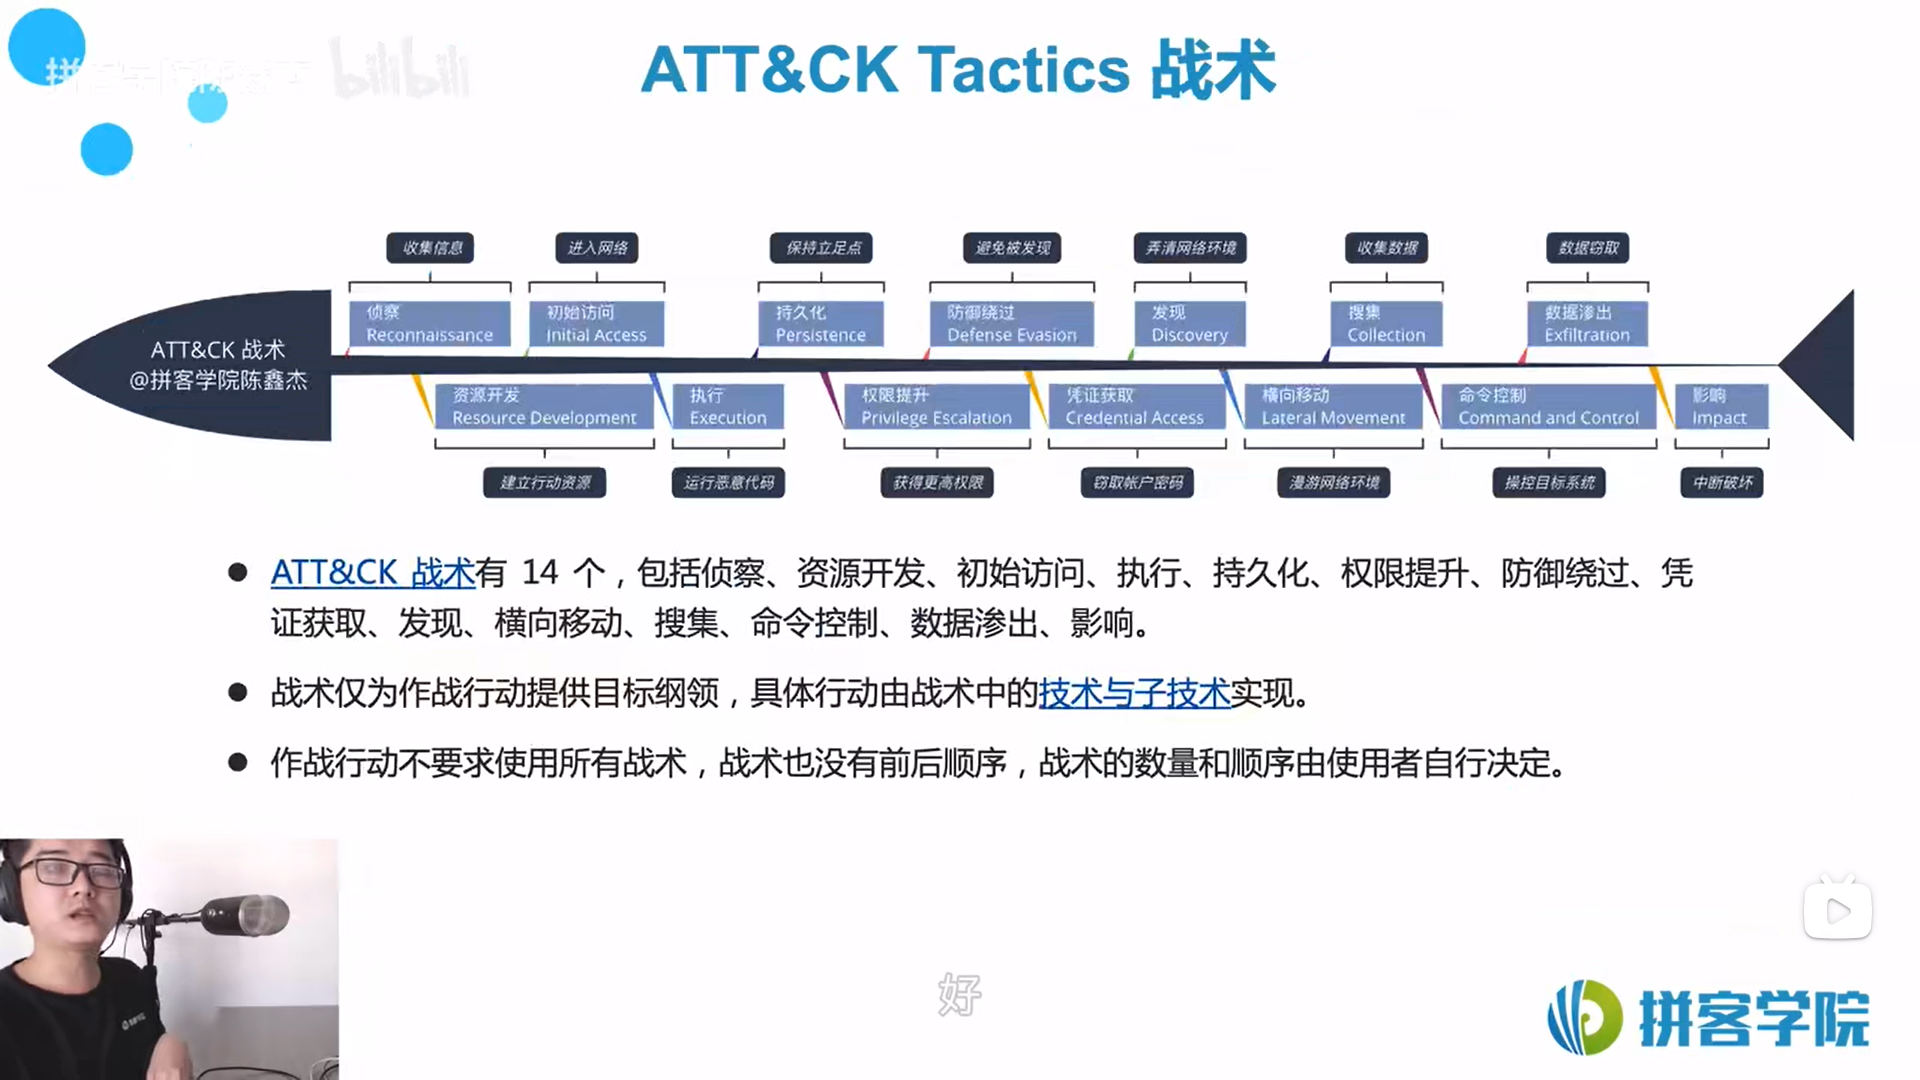 bilibili
ATT&CK Tactics 战术
收集信息
进入网络
保持立足点
避免被发现
弄清网络环境
收集数据
数据窃取
侦察
Reconnaissance
初始访问
Initial Access
持久化
Persistence
防御绕过
Defense Evasion
发现
Discovery
搜集
Collection
数据渗出
Exfiltration
ATT&CK 战术
@拼客学院陈鑫杰
资源开发
Resource Development
执行
Execution
权限提升
Privilege Escalation
凭证获取
Credential Access
横向移动
Lateral Movement
命令控制
Command and Control
影响
Impact
建立行动资源
运行恶意代码
获得更高权限
窃取帐户密码
漫游网络环境
操控目标系统
中断破坏
● ATT&CK 战术有 14 个，包括侦察、资源开发、初始访问、执行、持久化、权限提升、防御绕过、凭
证获取、发现、横向移动、搜集、命令控制、数据渗出、影响。
● 战术仅为作战行动提供目标纲领，具体行动由战术中的技术与子技术实现。
● 作战行动不要求使用所有战术，战术也没有前后顺序，战术的数量和顺序由使用者自行决定。
好
拼客学院